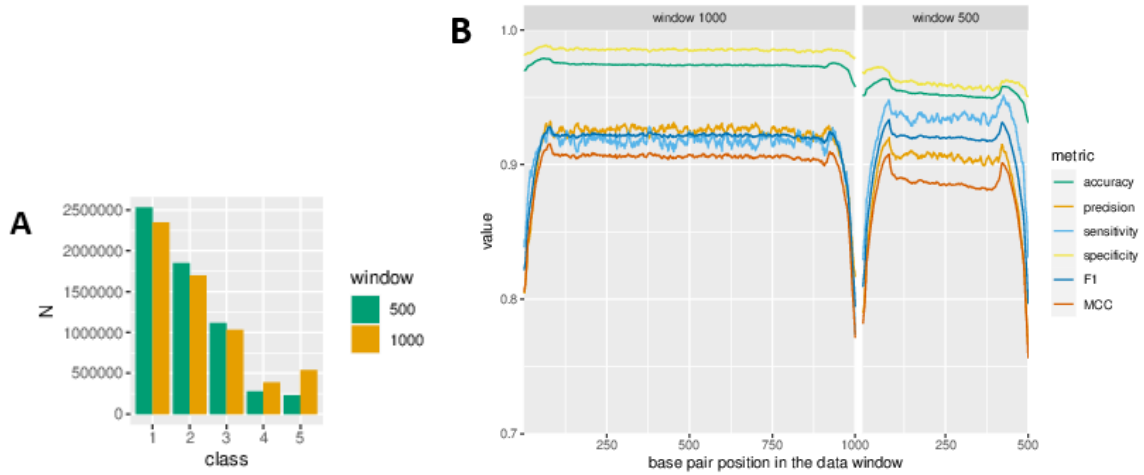 A
2500000
2000000
1500000
1000000
500000
0
N
1 2 3 4 5
class
window
500
1000
B
window 1000
window 500
1.0
0.9
0.8
0.7
value
250 500 750 1000 250 500
base pair position in the data window
metric
accuracy
precision
sensitivity
specificity
F1
MCC